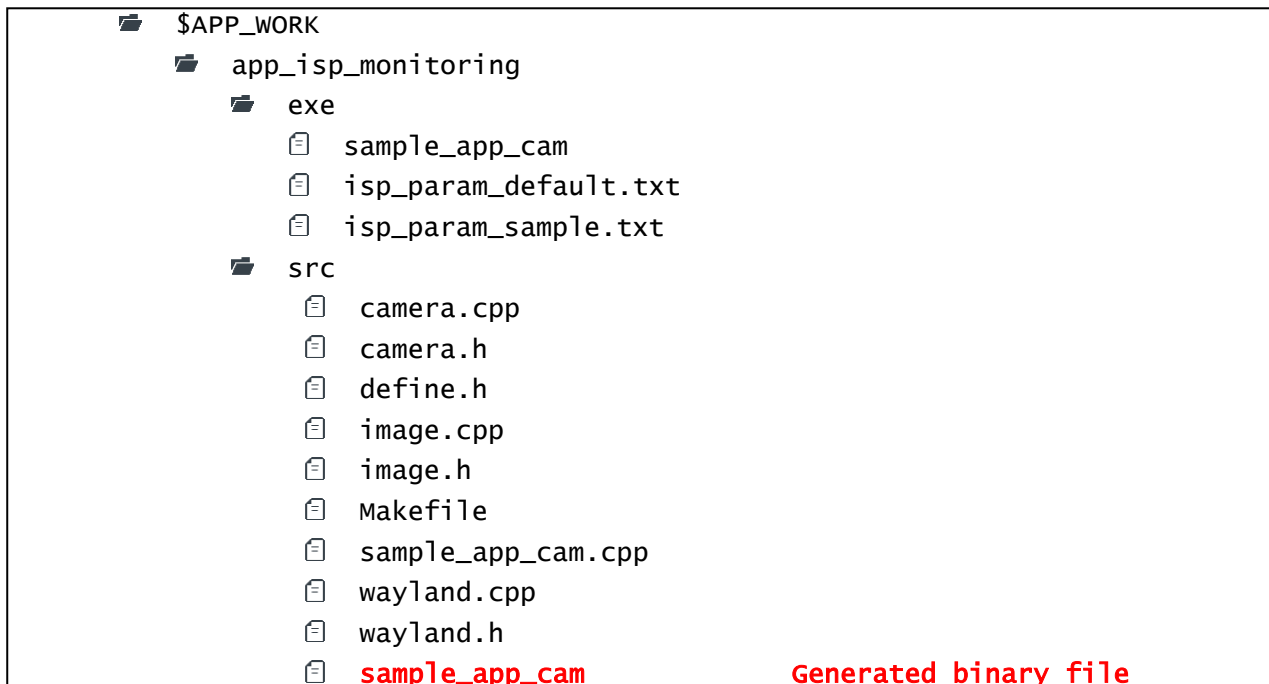 $APP_WORK
app_isp_monitoring
exe
sample_app_cam
isp_param_default.txt
isp_param_sample.txt
src
camera.cpp
camera.h
define.h
image.cpp
image.h
Makefile
sample_app_cam.cpp
wayland.cpp
wayland.h
sample_app_cam Generated binary file